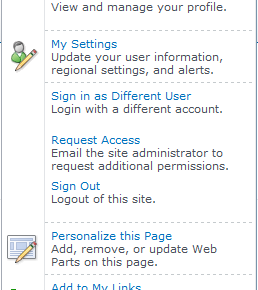 View and manage your profile.
My Settings
Update your user information,
regional settings, and alerts.
Sign in as Different User
Login with a different account.
Request Access
Email the site administrator to
request additional permissions.
Sign Out
Logout of this site.
Personalize this Page
Add, remove, or update Web
Parts on this page.
Add to My Links